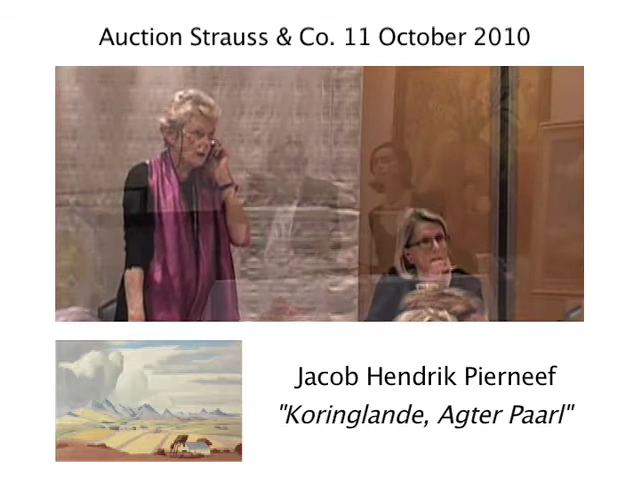 Auction Strauss & Co. 11 October 2010
Jacob Hendrik Pierneef
"Koringlande, Agter Paarl"